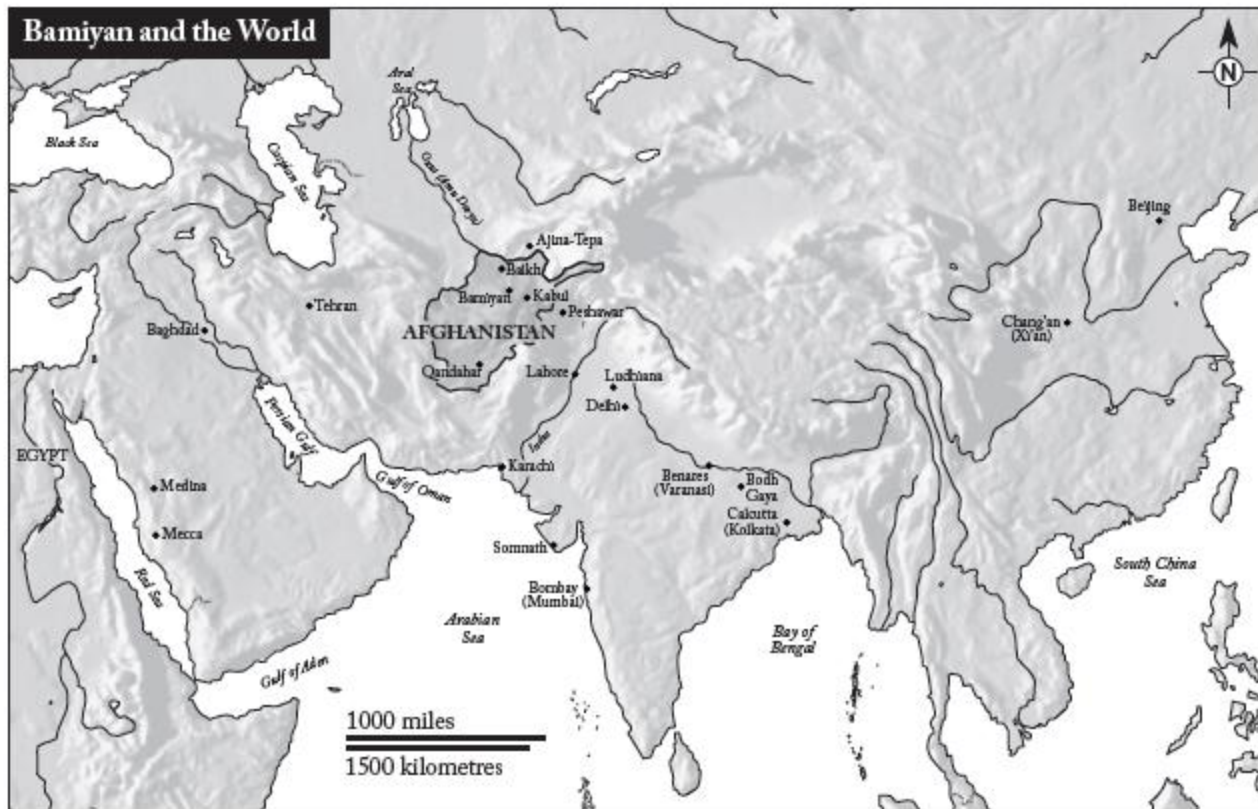 Bamiyan and the World
N
Aral
Sea
Black Sea
Caspian Sea
Oxus (Amu Darya)
Beijing
Ajina-Tepa
Balkh
Bamiyan
Kabul
Tehran
Peshawar
Baghdad
AFGHANISTAN
Chang'an
(Xi'an)
Qandahar
Lahore
Ludhiana
Delhi
Persian Gulf
Indus
EGYPT
Karachi
Gulf of Oman
Benares
(Varanasi)
Bodh
Gaya
Medina
Calcutta
(Kolkata)
Mecca
Somnath
South China
Sea
Red Sea
Bombay
(Mumbai)
Arabian
Sea
Bay of
Bengal
Gulf of Aden
1000 miles
1500 kilometres